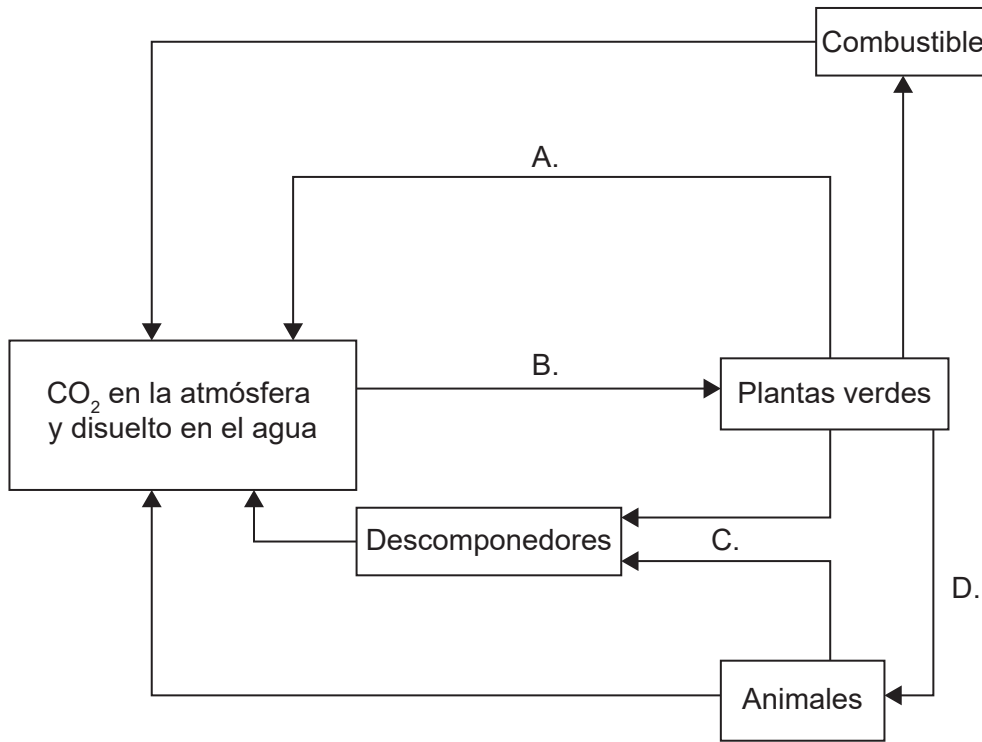 Combustible
A.
B.
CO₂ en la atmósfera
y disuelto en el agua
Plantas verdes
Descomponedores
C.
D.
Animales